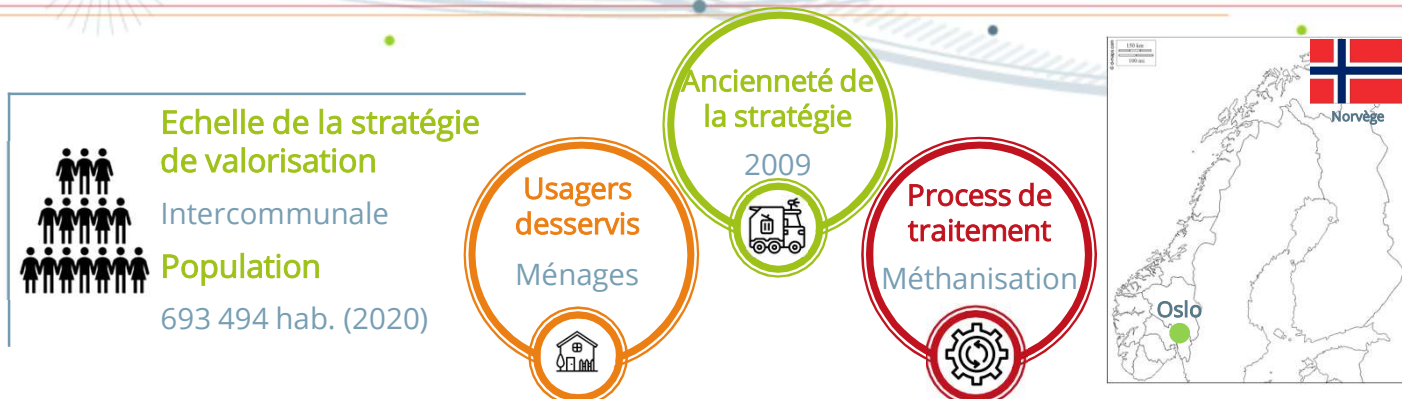 Echelle de la stratégie
de valorisation
Intercommunale
Population
693 494 hab. (2020)
Usagers
desservis
Ménages
Ancienneté de
la stratégie
2009
Process de
traitement
Méthanisation
Norvège
Oslo